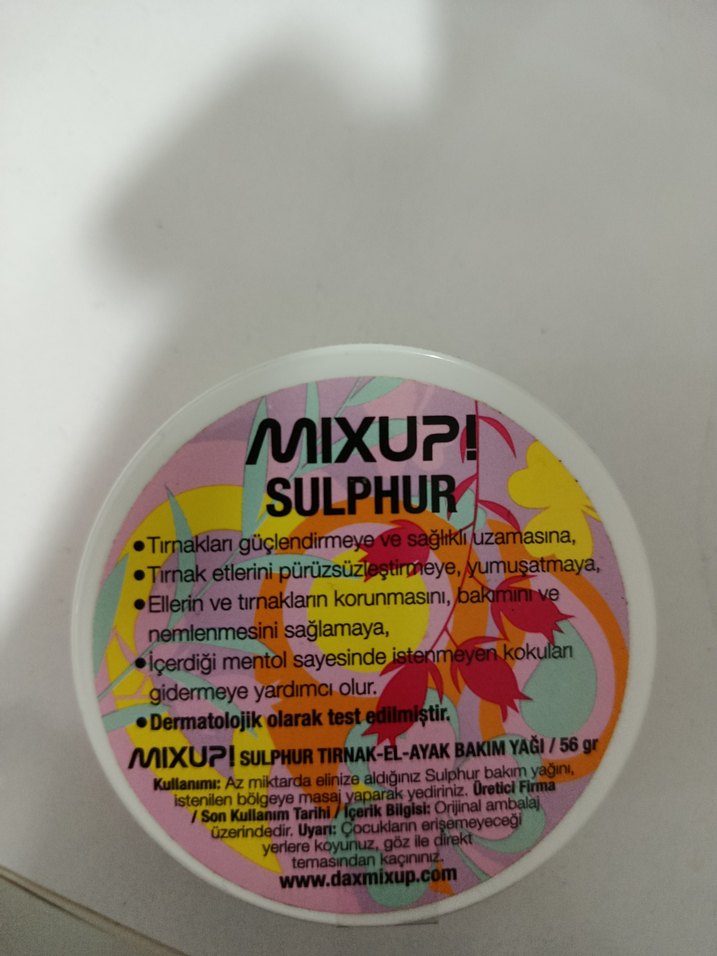 MIXUP!
SULPHUR
• Tırnakları güçlendirmeye ve sağlıklı uzamasına,
• Tırnak etlerini pürüzsüzleştirmeye, yumuşatmaya,
• Ellerin ve tırnakların korunmasını, bakımını ve
nemlenmesini sağlamaya,
• İçerdiği mentol sayesinde istenmeyen kokuları
gidermeye yardımcı olur.
• Dermatolojik olarak test edilmiştir.
MIXUP! SULPHUR TIRNAK-EL-AYAK BAKIM YAĞI / 56 gr
Kullanımı: Az miktarda elinize aldığınız Sulphur bakım yağını,
istenilen bölgeye masaj yaparak yediriniz. Üretici Firma
/ Son Kullanım Tarihi / İçerik Bilgisi: Orijinal ambalaj
üzerindedir. Uyarı: Çocukların erişemeyeceği
yerlere koyunuz, göz ile direkt
temasından kaçınınız.
www.daxmixup.com